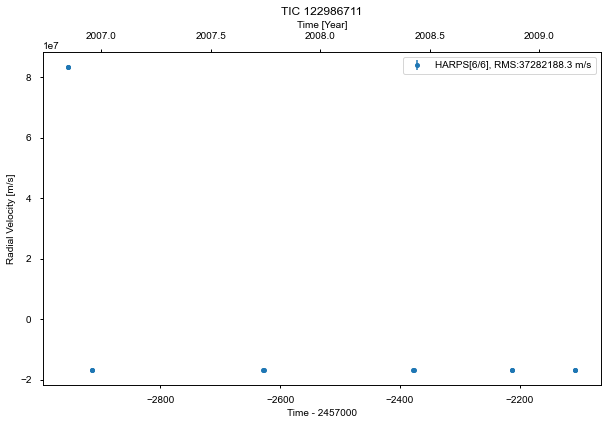 TIC 122986711
Time [Year]
2007.0 2007.5 2008.0 2008.5 2009.0
1e7
HARPS[6/6], RMS:37282188.3 m/s
8
6
4
2
0
−2
Radial Velocity [m/s]
−2800 −2600 −2400 −2200
Time - 2457000